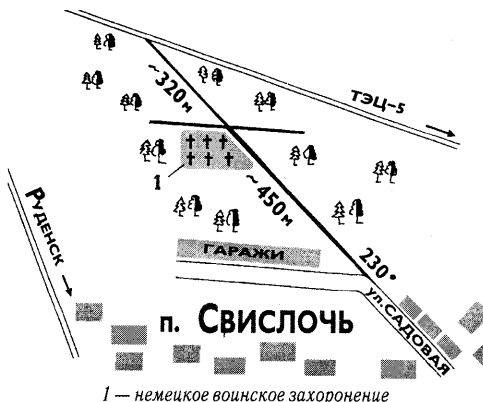 ~320 м
ТЭЦ-5
1
~450 м
РУДЕНСК
ГАРАЖИ
230°
ул. САДОВАЯ
п. СВИСЛОЧЬ
1 — немецкое воинское захоронение